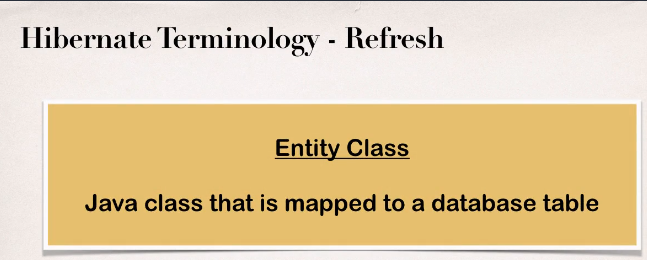 Hibernate Terminology - Refresh
Entity Class
Java class that is mapped to a database table